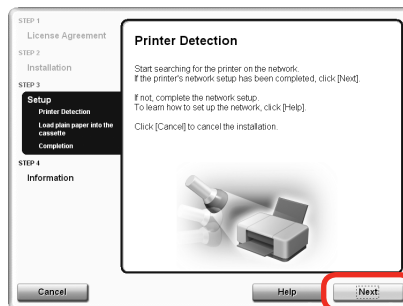 STEP 1
License Agreement
STEP 2
Installation
STEP 3
Setup
Printer Detection
Load plain paper into the
cassette
Completion
STEP 4
Information
Printer Detection
Start searching for the printer on the network.
If the printer's network setup has been completed, click [Next].
If not, complete the network setup.
To learn how to set up the network, click [Help].
Click [Cancel] to cancel the installation.
Cancel
Help
Next